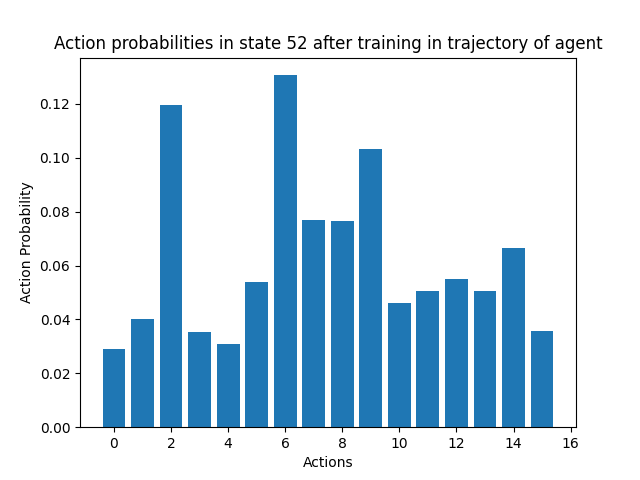 Action probabilities in state 52 after training in trajectory of agent
0.12
0.10
0.08
0.06
0.04
0.02
0.00
Action Probability
0 2 4 6 8 10 12 14 16
Actions